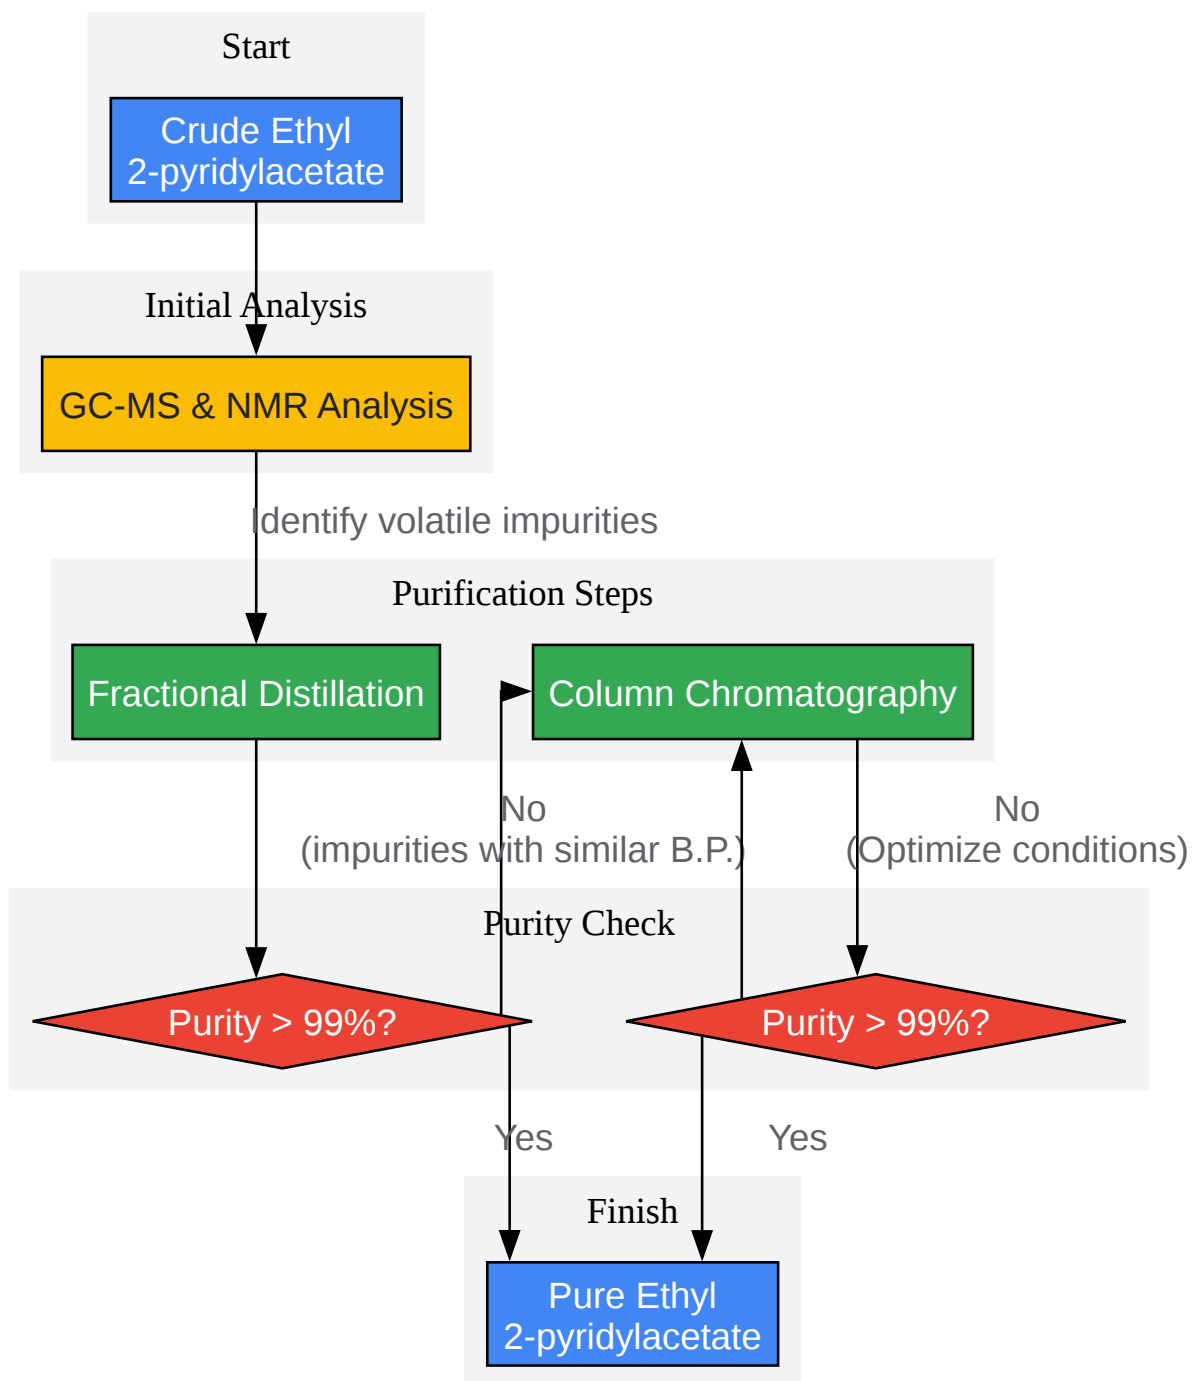 Start
Crude Ethyl
2-pyridylacetate
Initial Analysis
GC-MS & NMR Analysis
Identify volatile impurities
Purification Steps
Fractional Distillation
Column Chromatography
No
(impurities with similar B.P.)
No
(Optimize conditions)
Purity Check
Purity > 99%?
Purity > 99%?
Yes
Yes
Finish
Pure Ethyl
2-pyridylacetate